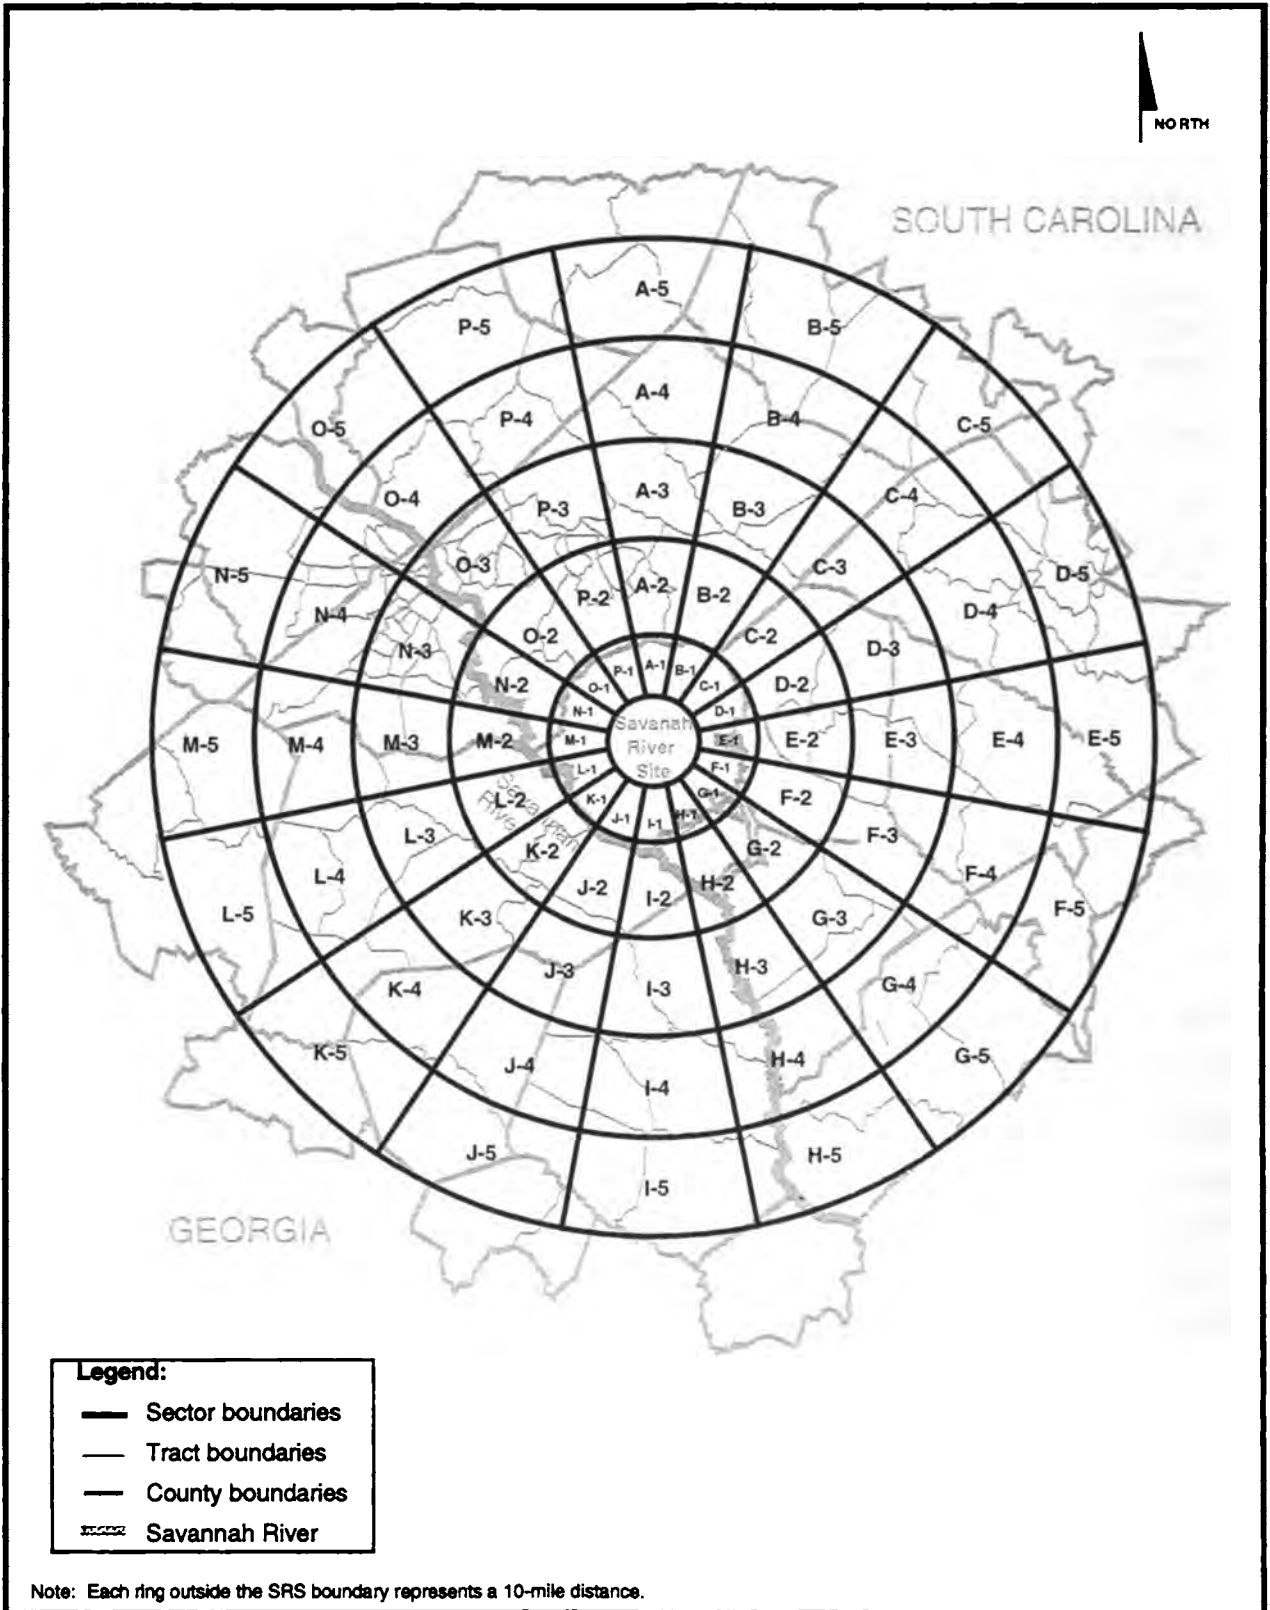 NORTH
SOUTH CAROLINA
A-5
P-5
B-5
A-4
P-4
B-4
O-5
C-5
A-3
O-4
C-4
P-3
B-3
O-3
C-3
N-5
D-5
A-2
P-2
B-2
N-4
D-4
O-2
C-2
N-3
D-3
A-1
P-1
B-1
N-2
O-1
C-1
D-2
N-1
D-1
Savanah
River
Site
M-5
M-4
M-3
M-2
M-1
E-1
E-2
E-3
E-4
E-5
L-1
F-1
L-2
K-1
G-1
F-2
Savannah
River
J-1
I-1
H-1
L-3
F-3
K-2
G-2
L-4
F-4
J-2
I-2
H-2
L-5
K-3
G-3
F-5
J-3
H-3
K-4
I-3
G-4
K-5
J-4
H-4
G-5
I-4
J-5
H-5
I-5
GEORGIA
Legend:
Sector boundaries
Tract boundaries
County boundaries
Savannah River
Note: Each ring outside the SRS boundary represents a 10-mile distance.